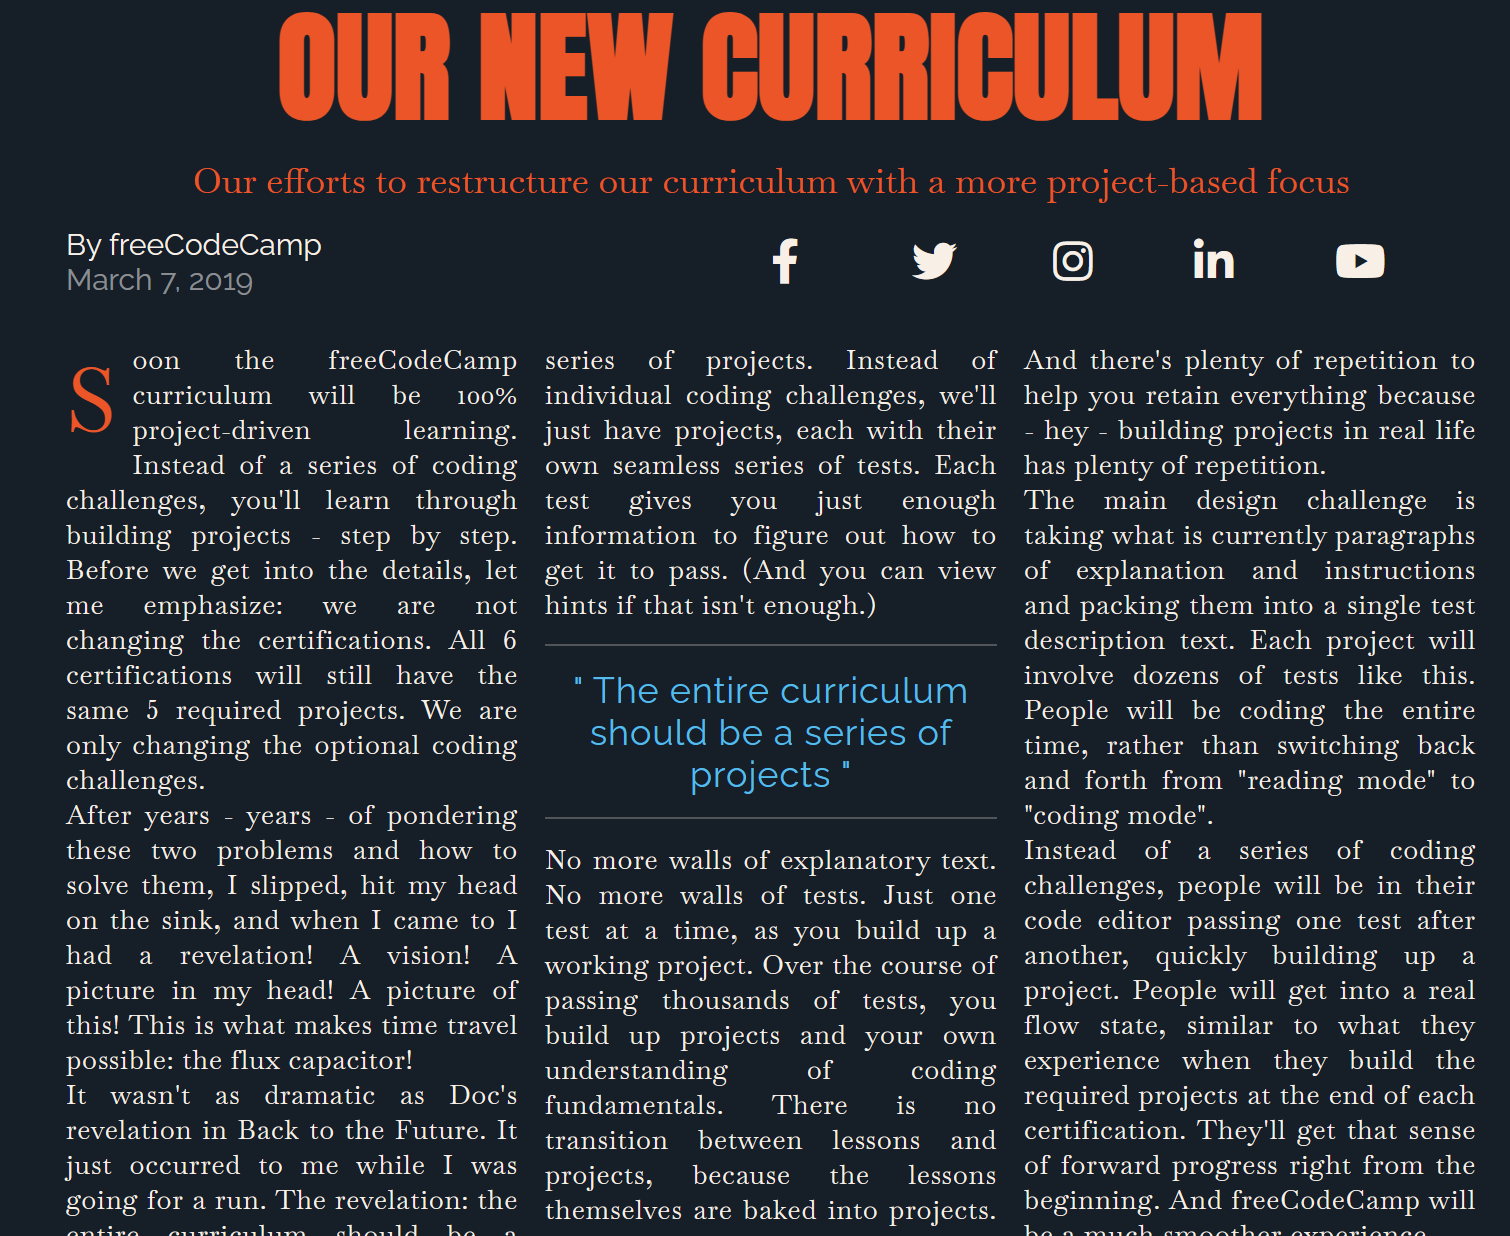 OUR NEW CURRICULUM
Our efforts to restructure our curriculum with a more project-based focus
By freeCodeCamp
March 7, 2019
Soon the freeCodeCamp
curriculum will be 100%
project-driven learning.
Instead of a series of coding
challenges, you'll learn through
building projects - step by step.
Before we get into the details, let
me emphasize: we are not
changing the certifications. All 6
certifications will still have the
same 5 required projects. We are
only changing the optional coding
challenges.
After years - years - of pondering
these two problems and how to
solve them, I slipped, hit my head
on the sink, and when I came to I
had a revelation! A vision! A
picture in my head! A picture of
this! This is what makes time travel
possible: the flux capacitor!
It wasn't as dramatic as Doc's
revelation in Back to the Future. It
just occurred to me while I was
going for a run. The revelation: the
entire curriculum should be a
series of projects. Instead of
individual coding challenges, we'll
just have projects, each with their
own seamless series of tests. Each
test gives you just enough
information to figure out how to
get it to pass. (And you can view
hints if that isn't enough.)
" The entire curriculum
should be a series of
projects "
No more walls of explanatory text.
No more walls of tests. Just one
test at a time, as you build up a
working project. Over the course of
passing thousands of tests, you
build up projects and your own
understanding of coding
fundamentals. There is no
transition between lessons and
projects, because the lessons
themselves are baked into projects.
And there's plenty of repetition to
help you retain everything because
- hey - building projects in real life
has plenty of repetition.
The main design challenge is
taking what is currently paragraphs
of explanation and instructions
and packing them into a single test
description text. Each project will
involve dozens of tests like this.
People will be coding the entire
time, rather than switching back
and forth from "reading mode" to
"coding mode".
Instead of a series of coding
challenges, people will be in their
code editor passing one test after
another, quickly building up a
project. People will get into a real
flow state, similar to what they
experience when they build the
required projects at the end of each
certification. They'll get that sense
of forward progress right from the
beginning. And freeCodeCamp will
be a much smoother experience.